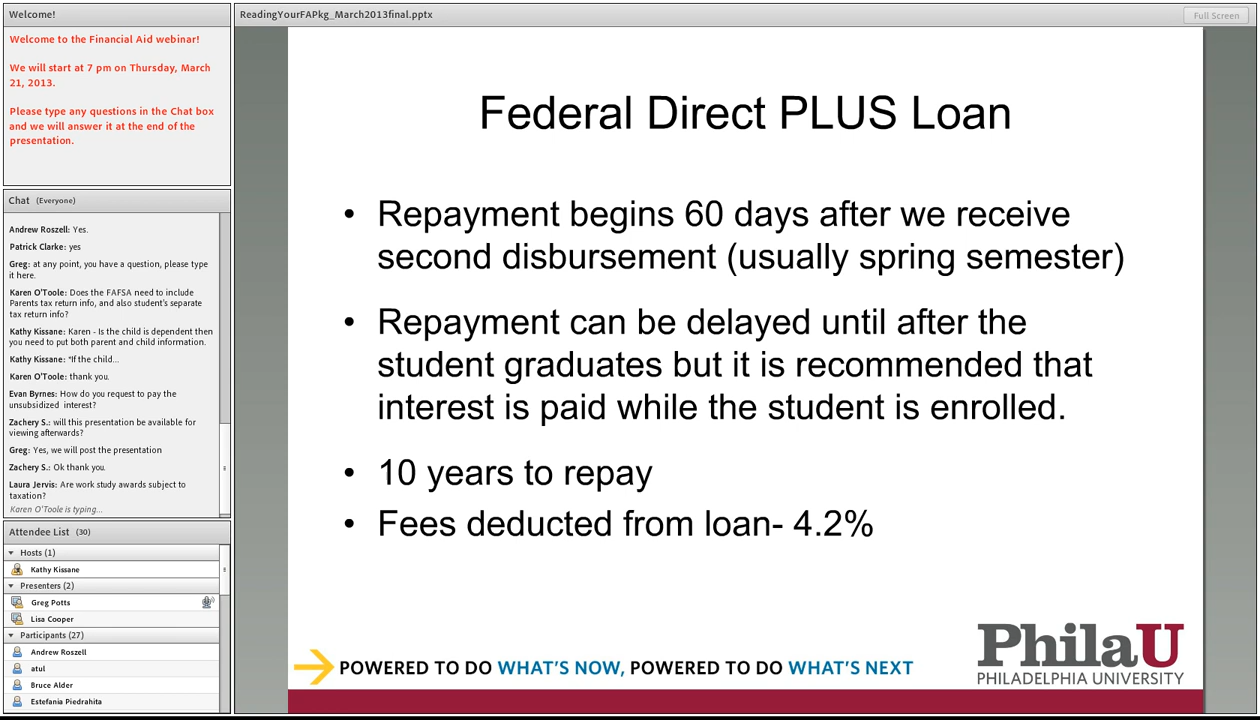 Welcome!
Welcome to the Financial Aid webinar!
We will start at 7 pm on Thursday, March
21, 2013.
Please type any questions in the Chat box
and we will answer it at the end of the
presentation.
Chat (Everyone)
Andrew Roszell: Yes.
Patrick Clarke: yes
Greg: at any point, you have a question, please type
it here.
Karen O'Toole: Does the FAFSA need to include
Parents tax return info, and also student's separate
tax return info?
Kathy Kissane: Karen - Is the child is dependent then
you need to put both parent and child information.
Kathy Kissane: *If the child...
Karen O'Toole: thank you.
Evan Byrnes: How do you request to pay the
unsubsidized interest?
Zachery S.: will this presentation be available for
viewing afterwards?
Greg: Yes, we will post the presentation
Zachery S.: Ok thank you.
Laura Jervis: Are work study awards subject to
taxation?
Karen O'Toole is typing...
Attendee List (30)
Hosts (1)
Kathy Kissane
Presenters (2)
Greg Potts
Lisa Cooper
Participants (27)
Andrew Roszell
atul
Bruce Alder
Estefania Piedrahita
ReadingYourFAPkg_March2013final.pptx
Full Screen
Federal Direct PLUS Loan
• Repayment begins 60 days after we receive
second disbursement (usually spring semester)
• Repayment can be delayed until after the
student graduates but it is recommended that
interest is paid while the student is enrolled.
• 10 years to repay
• Fees deducted from loan- 4.2%
POWERED TO DO WHAT'S NOW, POWERED TO DO WHAT'S NEXT
PhilaU
PHILADELPHIA UNIVERSITY